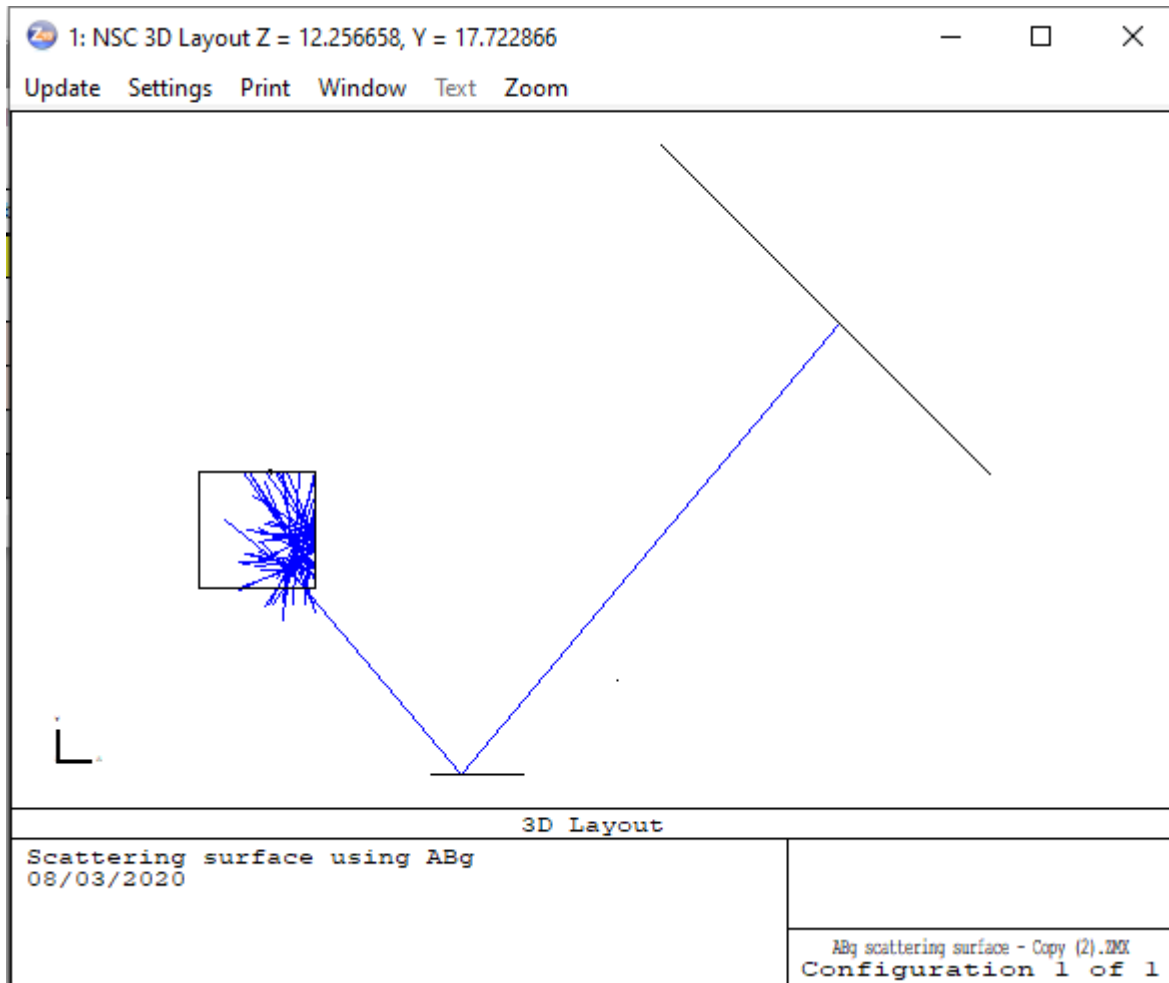 1: NSC 3D Layout Z = 12.256658, Y = 17.722866
Update Settings Print Window Text Zoom
3D Layout
Scattering surface using ABg
08/03/2020
ABg scattering surface - Copy (2).ZMX
Configuration 1 of 1